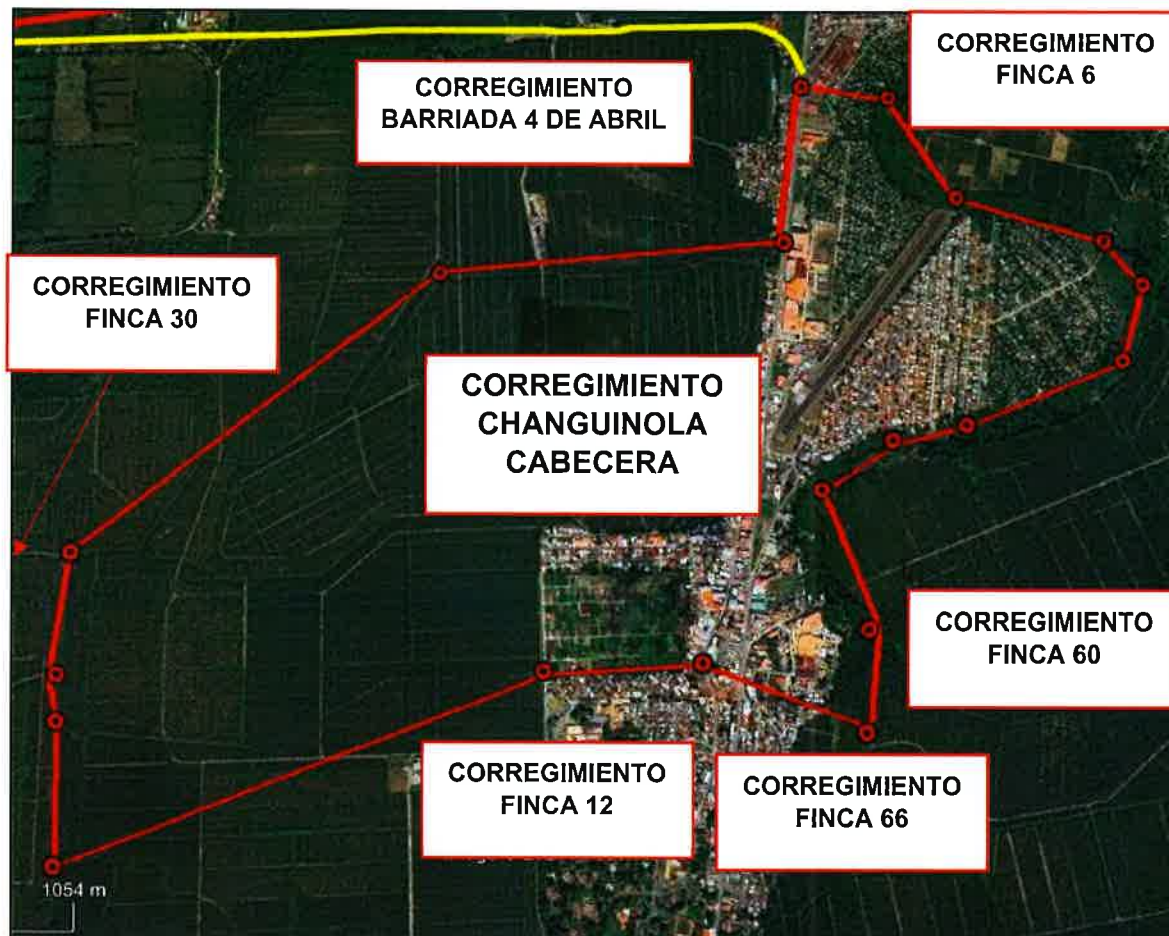 CORREGIMIENTO
FINCA 6
CORREGIMIENTO
BARRIADA 4 DE ABRIL
CORREGIMIENTO
FINCA 30
CORREGIMIENTO
CHANGUINOLA
CABECERA
CORREGIMIENTO
FINCA 60
CORREGIMIENTO
FINCA 12
CORREGIMIENTO
FINCA 66
1054 m